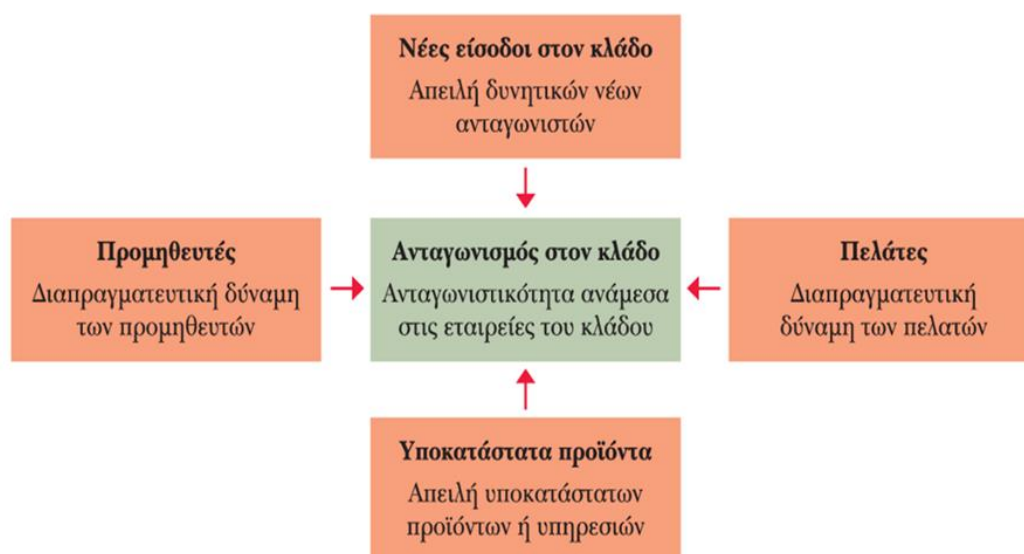 Νέες είσοδοι στον κλάδο
Απειλή δυνητικών νέων
ανταγωνιστών
Προμηθευτές
Διαπραγματευτική δύναμη
των προμηθευτών
Ανταγωνισμός στον κλάδο
Ανταγωνιστικότητα ανάμεσα
στις εταιρείες του κλάδου
Πελάτες
Διαπραγματευτική
δύναμη των πελατών
Υποκατάστατα προϊόντα
Απειλή υποκατάστατων
προϊόντων ή υπηρεσιών